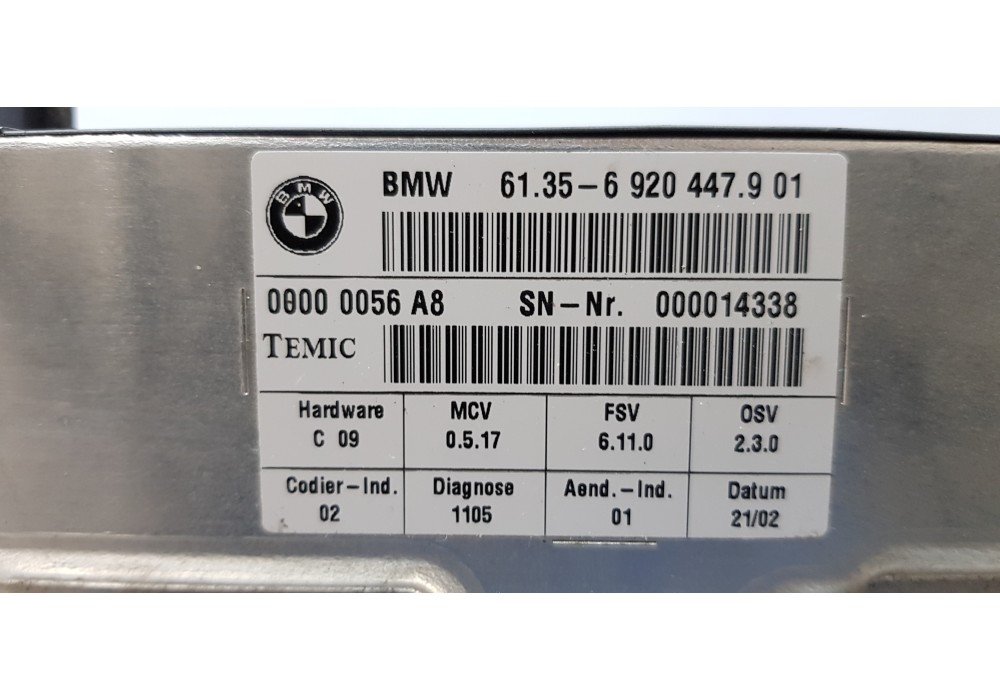 BMW 61.35-6 920 447.9 01
BMW
0000 0056 A8 SN-Nr. 000014338
TEMIC
Hardware MCV FSV OSV
C 09 0.5.17 6.11.0 2.3.0
Codier-Ind. Diagnose Aend.-Ind. Datum
02 1105 01 21/02